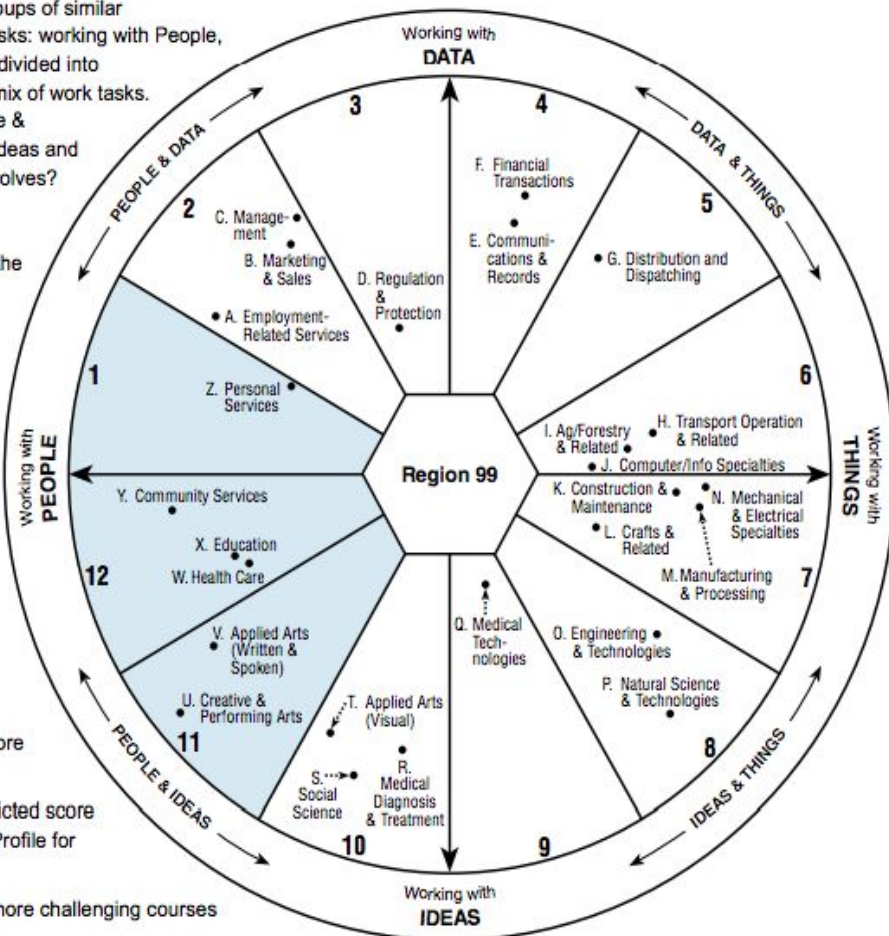 oups of similar
sks: working with People,
divided into
mix of work tasks.
e &
deas and
olves?
he
ore
icted score
Profile for
more challenging courses
Working with
DATA
PEOPLE & DATA
DATA & THINGS
3
4
2
5
1
6
12
7
11
8
10
9
F. Financial
Transactions
E. Communi-
cations &
Records
C. Manage-
ment
B. Marketing
& Sales
D. Regulation
&
Protection
G. Distribution and
Dispatching
A. Employment-
Related Services
Z. Personal
Services
I. Ag/Forestry
& Related
H. Transport Operation
& Related
J. Computer/Info Specialties
Working with
PEOPLE
Region 99
Working with
THINGS
Y. Community Services
X. Education
W. Health Care
K. Construction &
Maintenance
N. Mechanical
& Electrical
Specialties
L. Crafts &
Related
M. Manufacturing
& Processing
V. Applied Arts
(Written &
Spoken)
U. Creative &
Performing Arts
Q. Medical
Tech-
nologies
O. Engineering
& Technologies
P. Natural Science
& Technologies
T. Applied Arts
(Visual)
S.
Social
Science
R.
Medical
Diagnosis
& Treatment
PEOPLE & IDEAS
IDEAS & THINGS
Working with
IDEAS